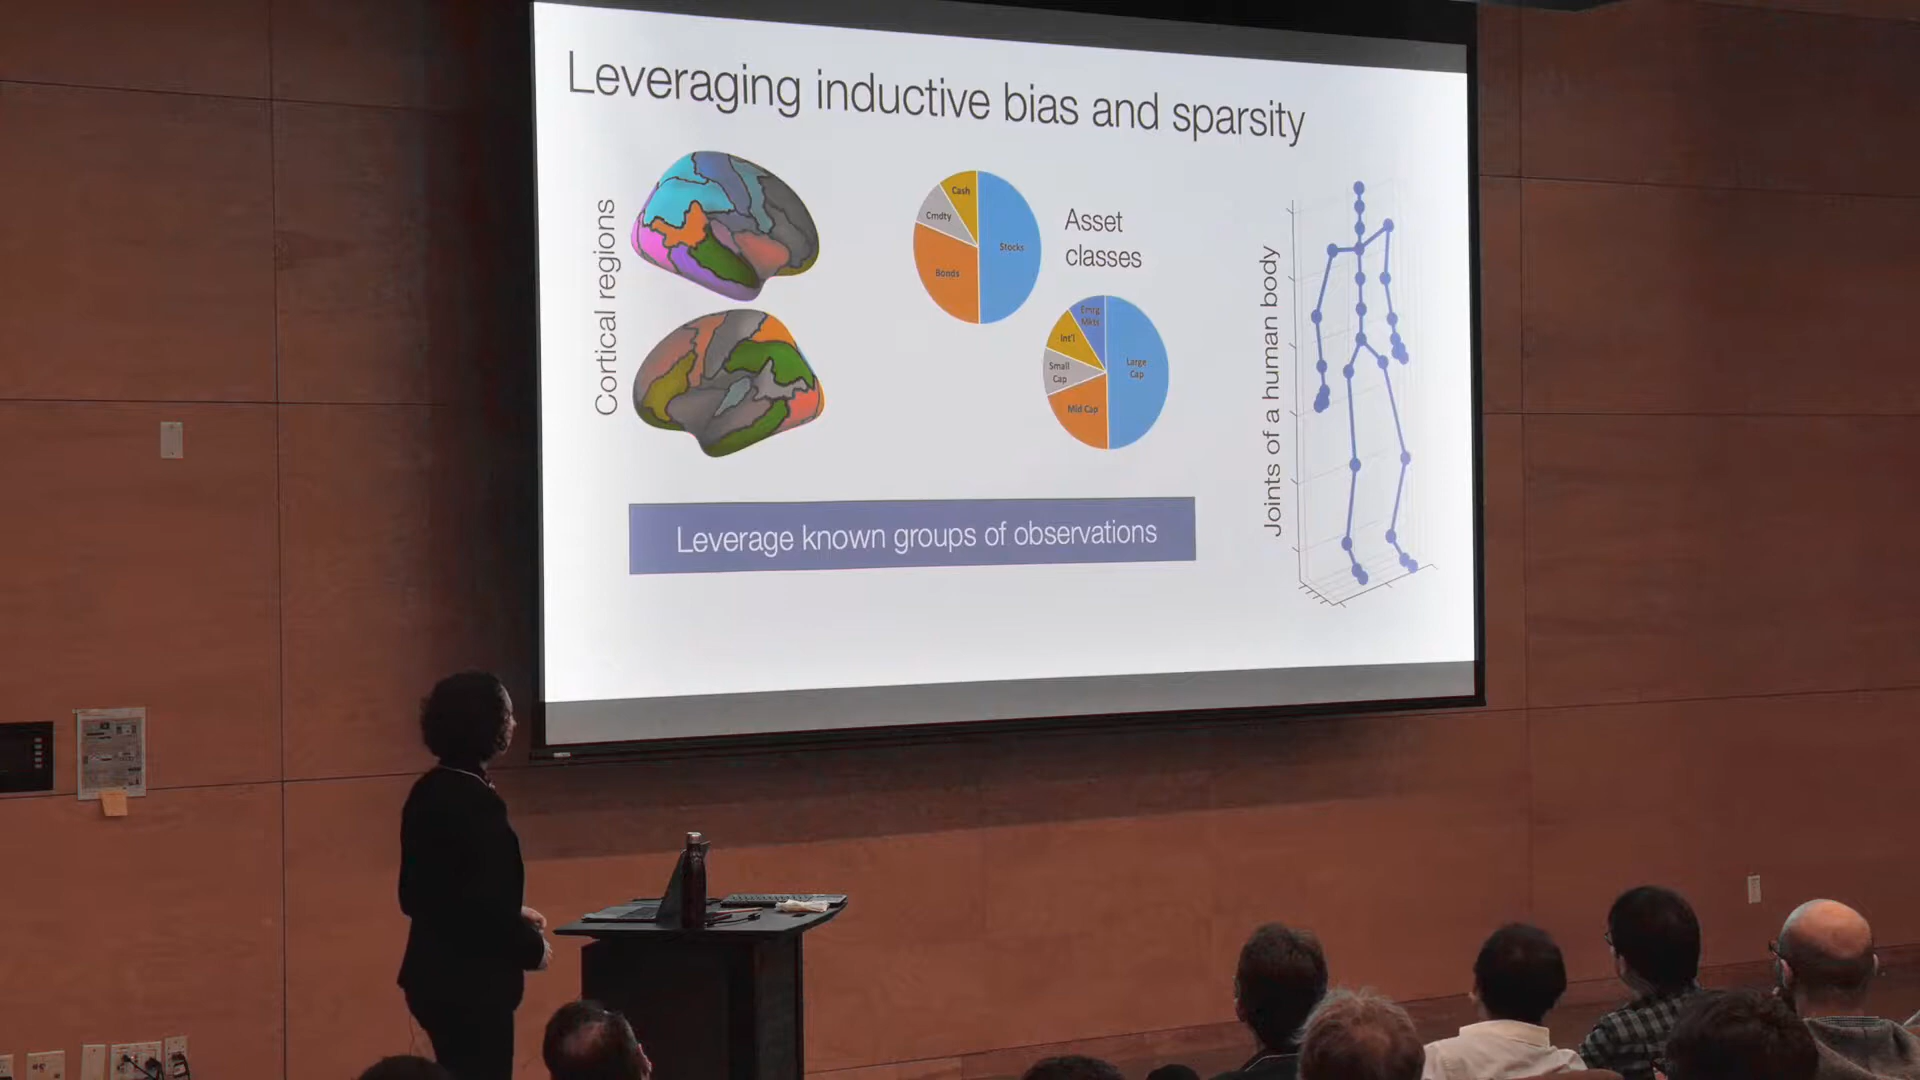 Leveraging inductive bias and sparsity
Cortical regions
Cash
Cmdty
Stocks
Bonds
Asset
classes
Emrg
Mkts
Int'l
Small
Cap
Large
Cap
Mid Cap
Joints of a human body
Leverage known groups of observations